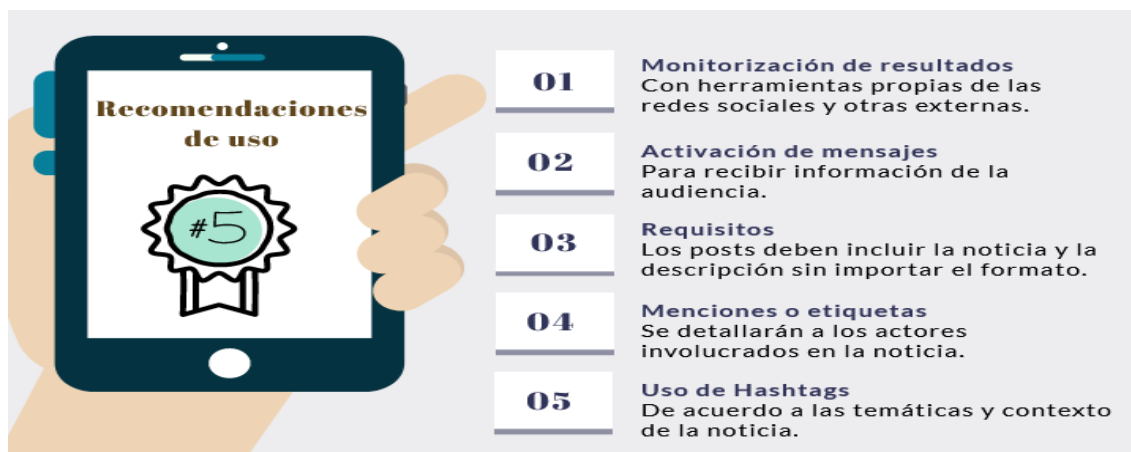 Recomendaciones
de uso
#5
01
Monitorización de resultados
Con herramientas propias de las
redes sociales y otras externas.
02
Activación de mensajes
Para recibir información de la
audiencia.
03
Requisitos
Los posts deben incluir la noticia y la
descripción sin importar el formato.
04
Menciones o etiquetas
Se detallarán a los actores
involucrados en la noticia.
05
Uso de Hashtags
De acuerdo a las temáticas y contexto
de la noticia.